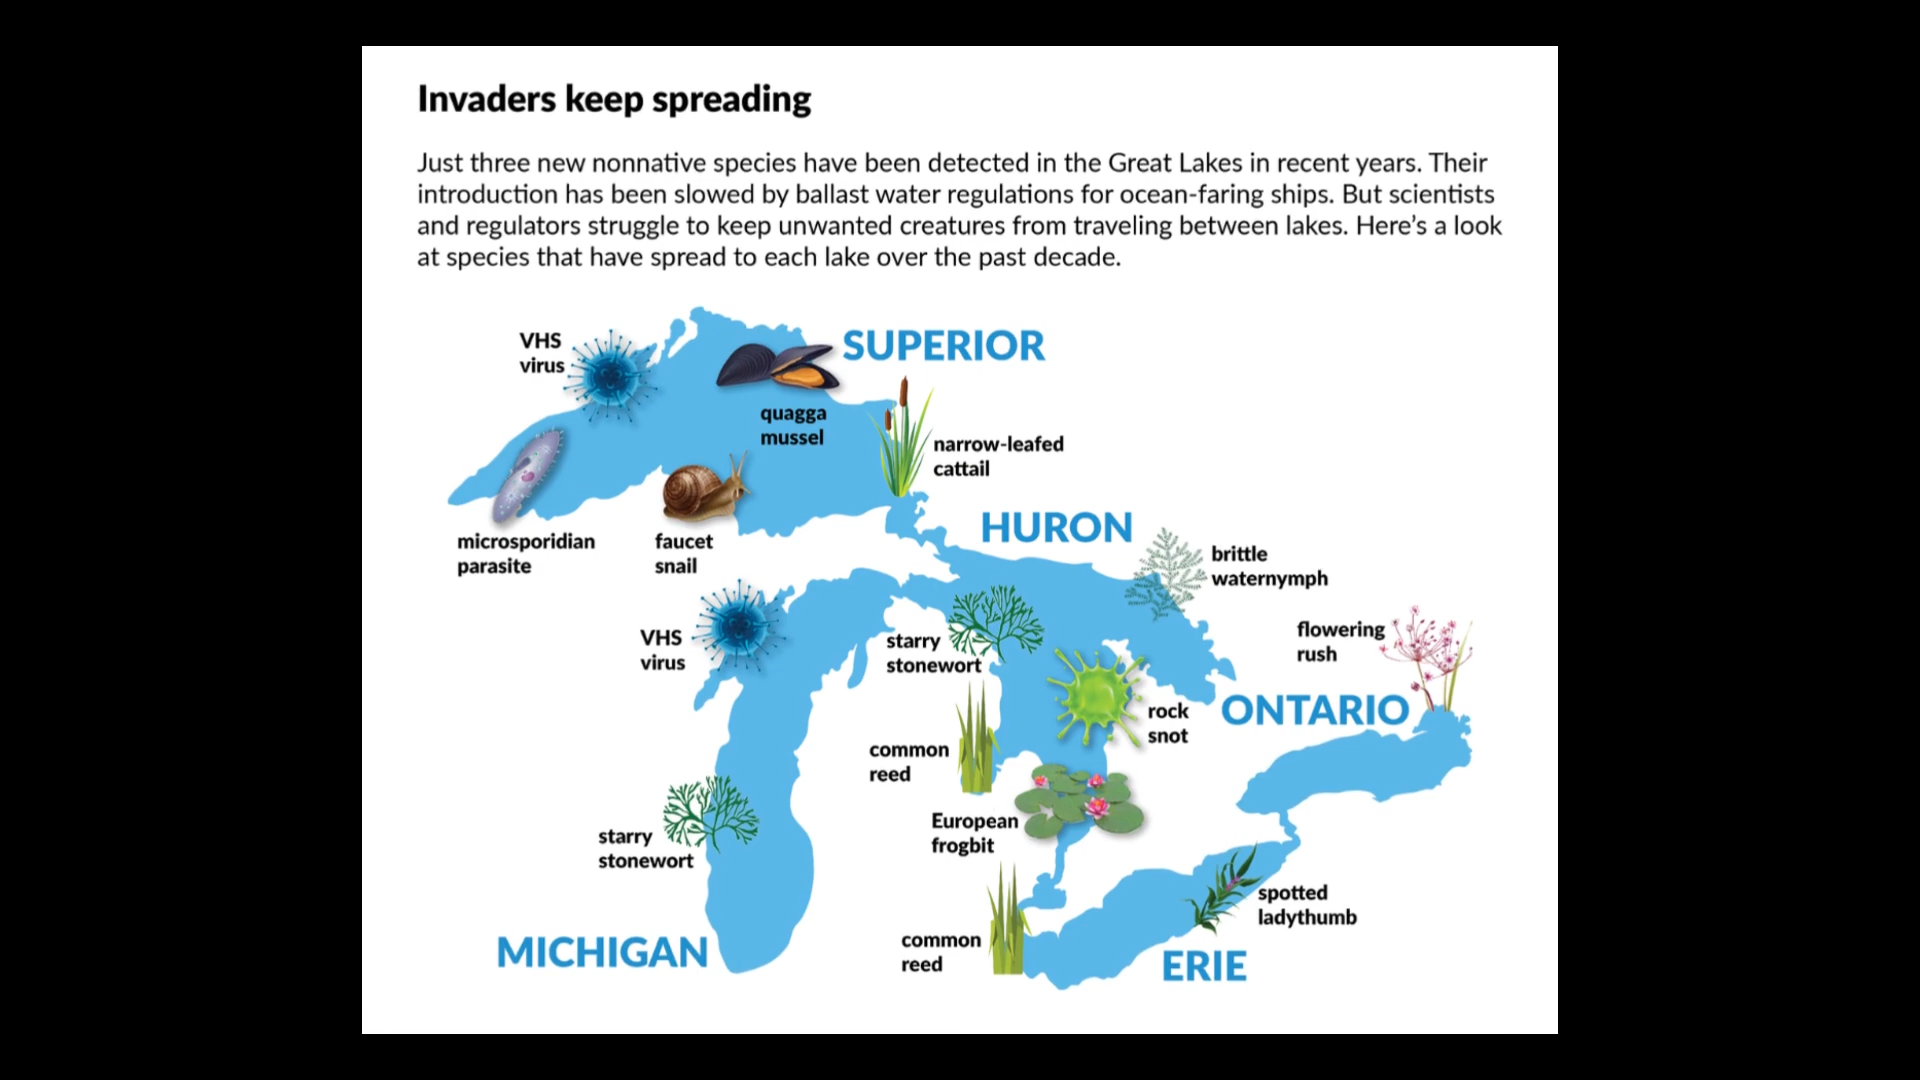 Invaders keep spreading
Just three new nonnative species have been detected in the Great Lakes in recent years. Their
introduction has been slowed by ballast water regulations for ocean-faring ships. But scientists
and regulators struggle to keep unwanted creatures from traveling between lakes. Here's a look
at species that have spread to each lake over the past decade.
VHS
virus
SUPERIOR
quagga
mussel
narrow-leafed
cattail
microsporidian
parasite
faucet
snail
HURON
brittle
waternymph
VHS
virus
starry
stonewort
flowering
rush
rock
snot
ONTARIO
common
reed
European
frogbit
starry
stonewort
spotted
ladythumb
MICHIGAN
common
reed
ERIE